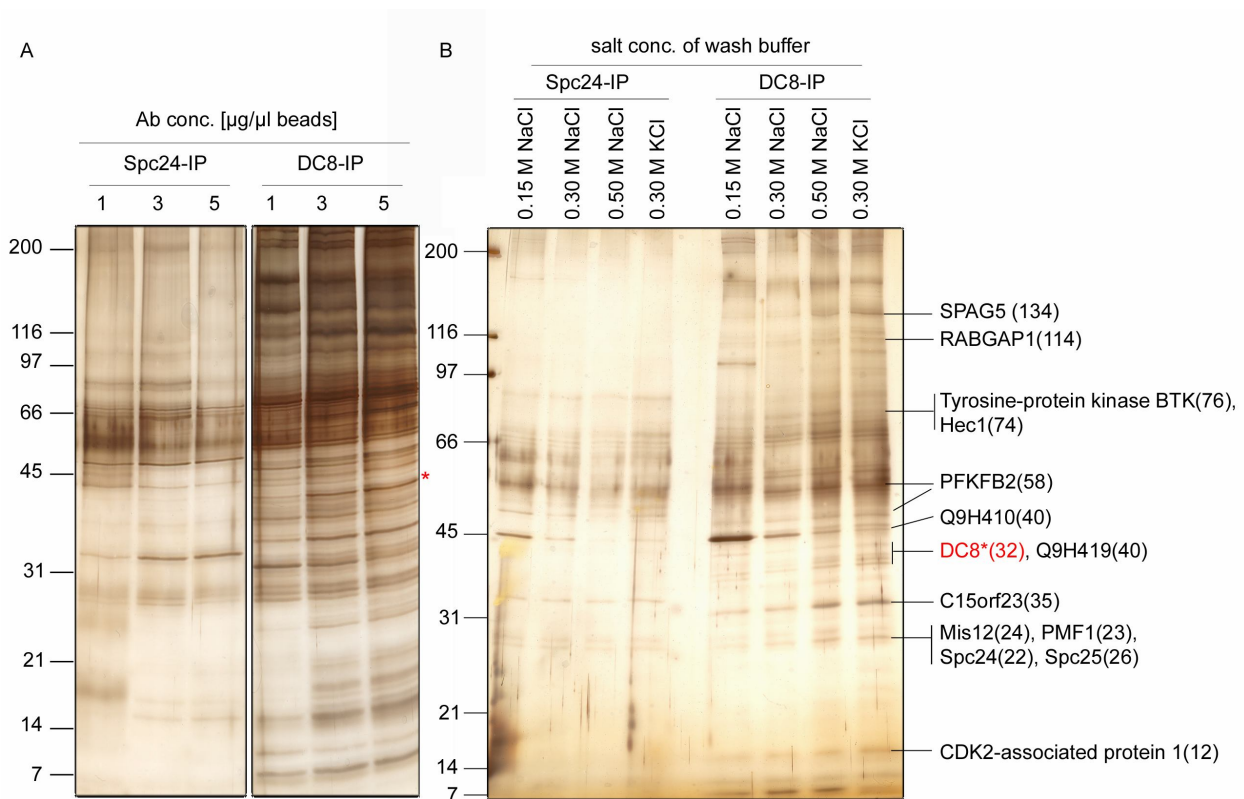 A
Ab conc. [µg/µl beads]
Spc24-IP DC8-IP
1 3 5 1 3 5
200
116
97
66
45
31
21
14
7
*
B
salt conc. of wash buffer
Spc24-IP DC8-IP
0.15 M NaCl
0.30 M NaCl
0.50 M NaCl
0.30 M KCl
0.15 M NaCl
0.30 M NaCl
0.50 M NaCl
0.30 M KCl
200
116
97
66
45
31
21
14
7
SPAG5 (134)
RABGAP1(114)
Tyrosine-protein kinase BTK(76),
Hec1(74)
PFKFB2(58)
Q9H410(40)
DC8*(32), Q9H419(40)
C15orf23(35)
Mis12(24), PMF1(23),
Spc24(22), Spc25(26)
CDK2-associated protein 1(12)